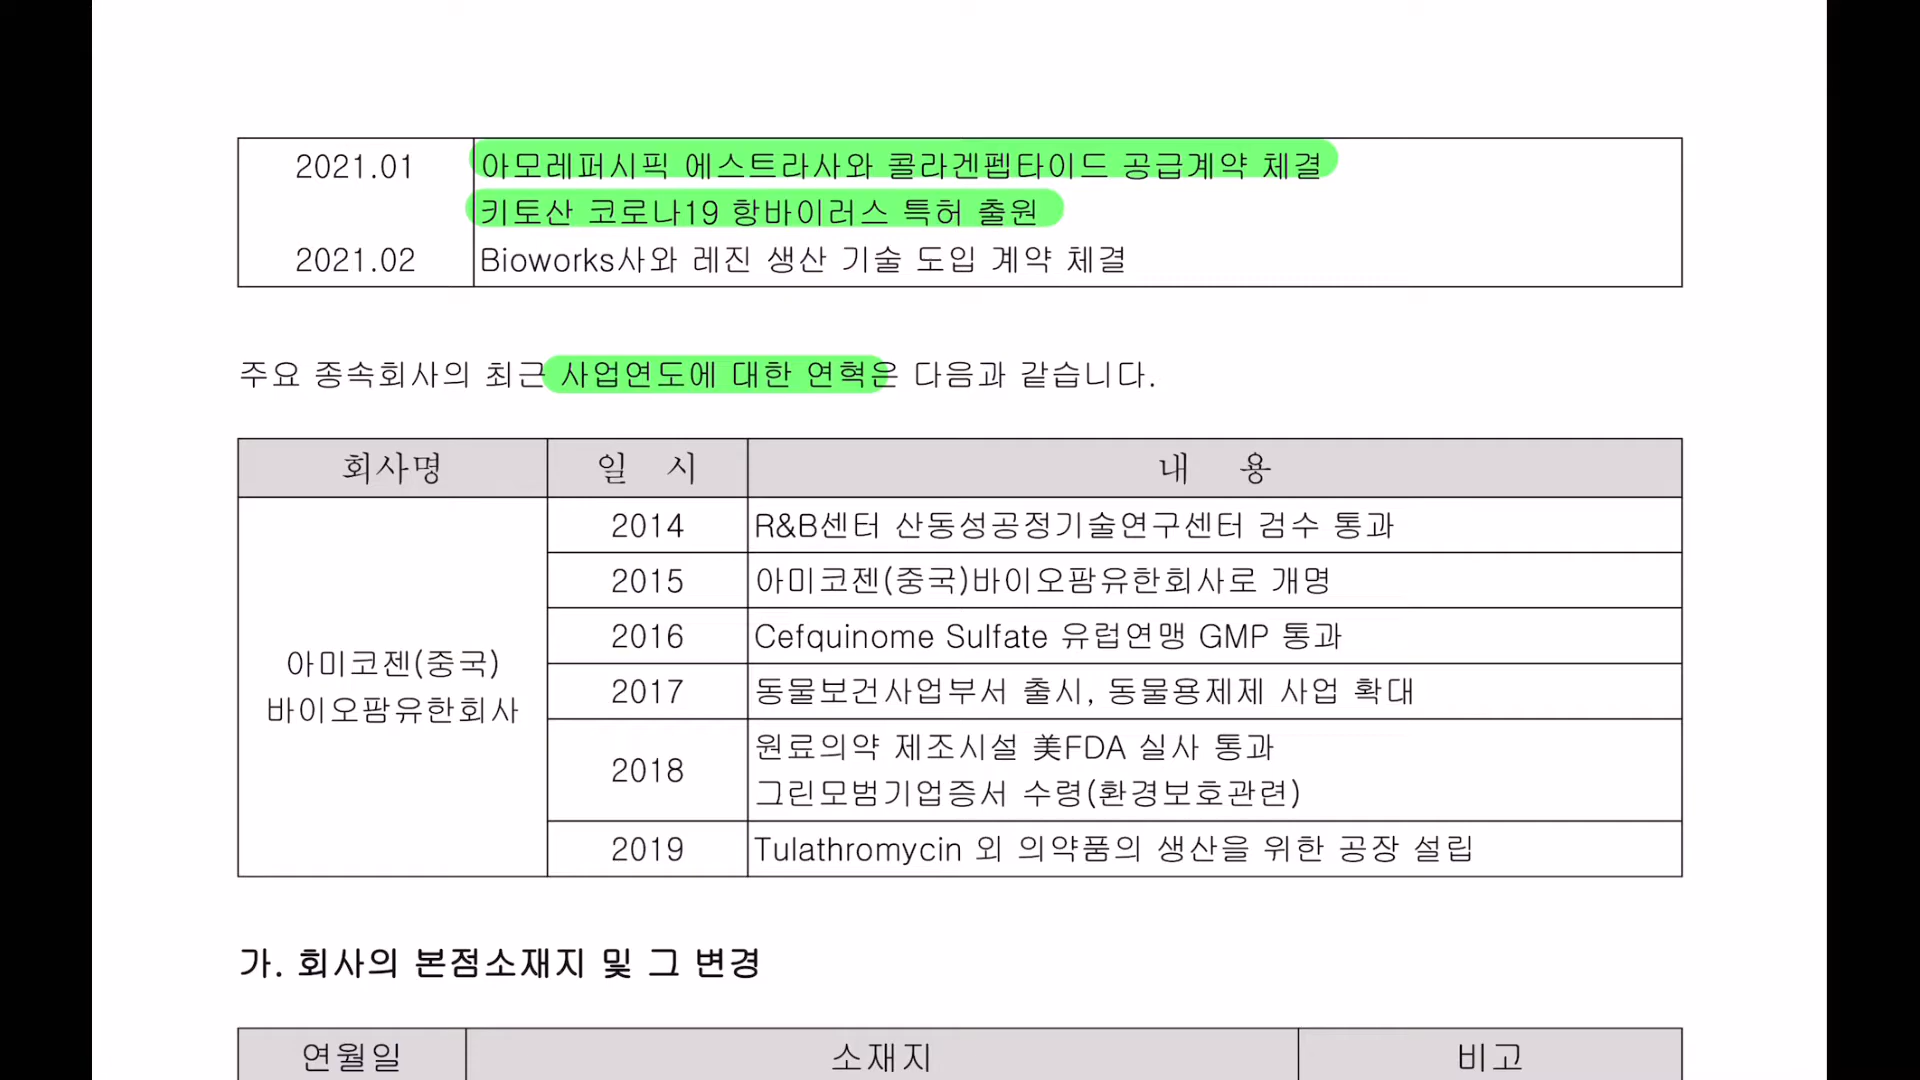 2021.01 아모레퍼시픽 에스트라사와 콜라겐펩타이드 공급계약 체결
키토산 코로나19 항바이러스 특허 출원
2021.02 Bioworks사와 레진 생산 기술 도입 계약 체결
주요 종속회사의 최근 사업연도에 대한 연혁은 다음과 같습니다.
회사명 일 시 내 용
아미코젠(중국)
바이오팜유한회사
2014 R&B센터 산동성공정기술연구센터 검수 통과
2015 아미코젠(중국)바이오팜유한회사로 개명
2016 Cefquinome Sulfate 유럽연맹 GMP 통과
2017 동물보건사업부서 출시, 동물용제제 사업 확대
2018 원료의약 제조시설 美FDA 실사 통과
그린모범기업증서 수령(환경보호관련)
2019 Tulathromycin 외 의약품의 생산을 위한 공장 설립
가. 회사의 본점소재지 및 그 변경
연월일 소재지 비고